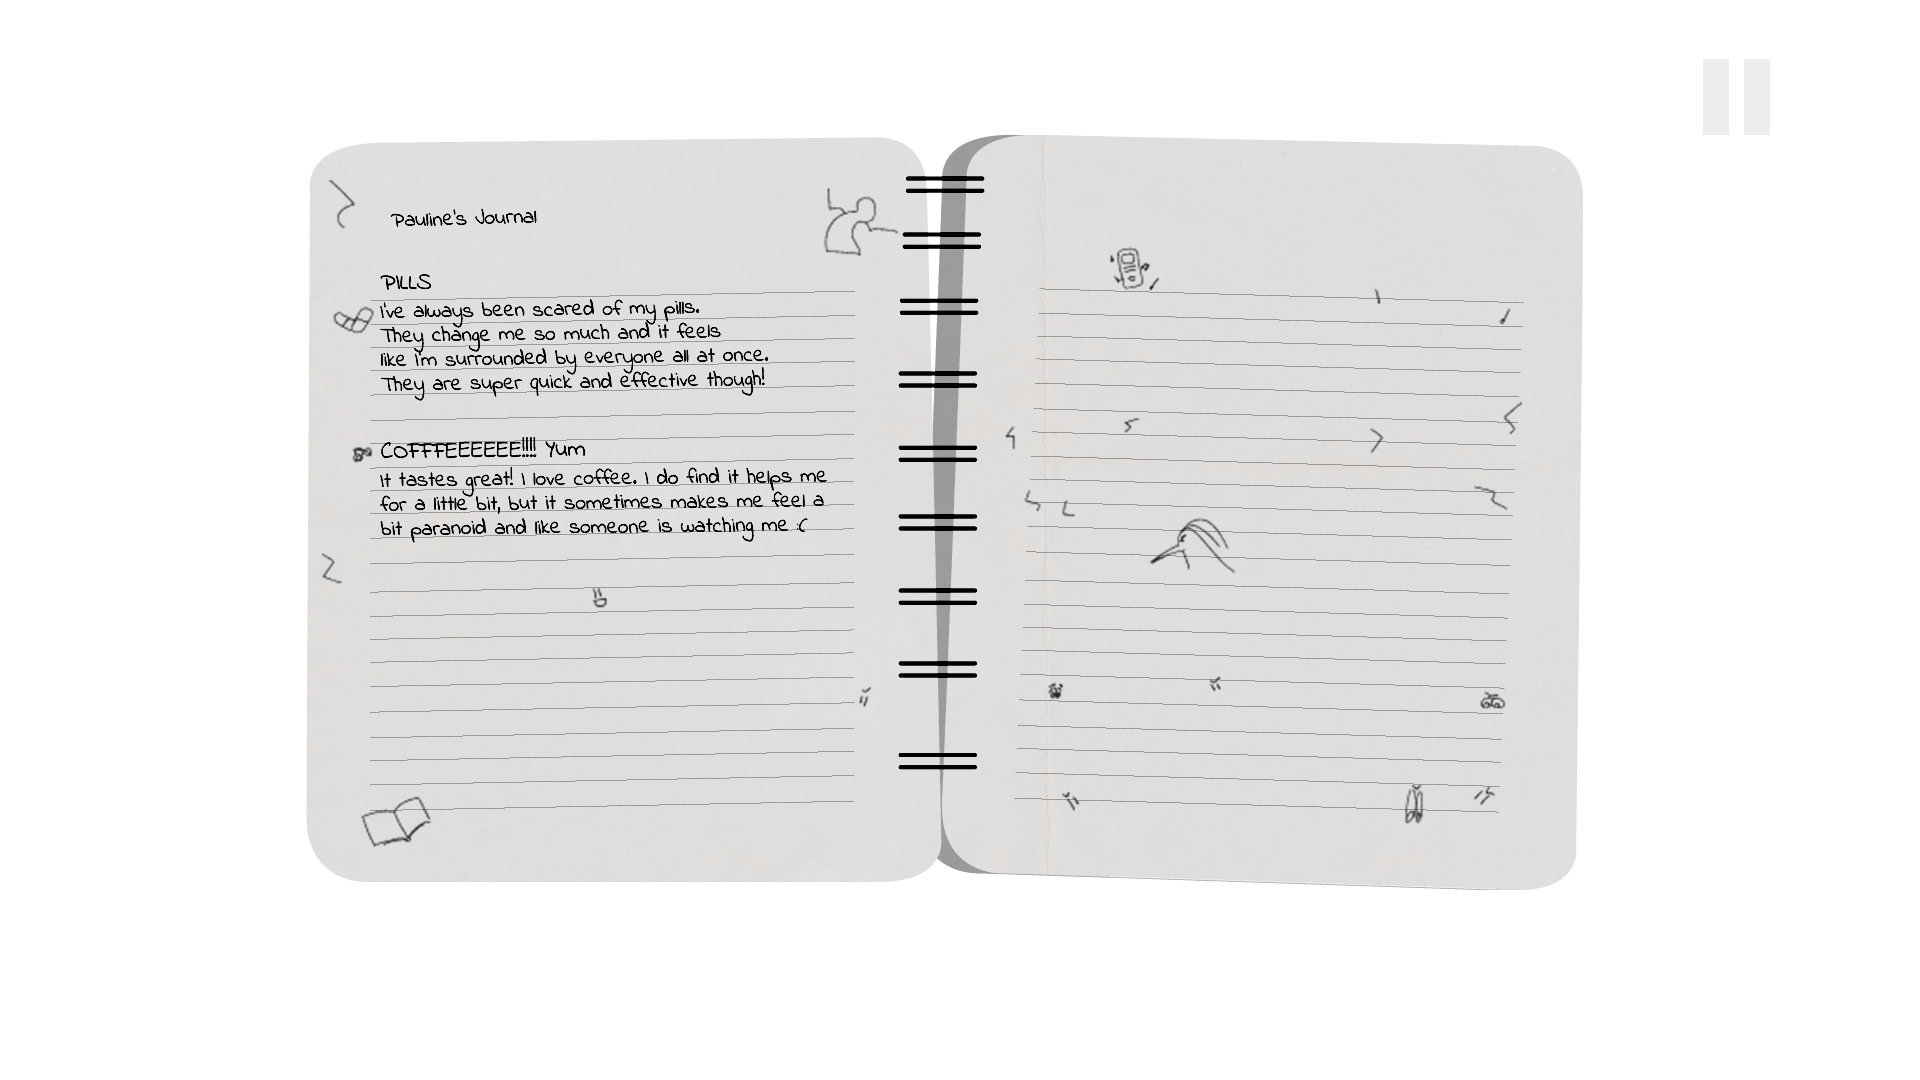 Pauline's Journal
PILLS
I've always been scared of my pills.
They change me so much and it feels
like i'm surrounded by everyone all at once.
They are super quick and effective though!
COFFFEEEEEE!!!! Yum
It tastes great! I love coffee. I do find it helps me
for a little bit, but it sometimes makes me feel a
bit paranoid and like someone is watching me :(